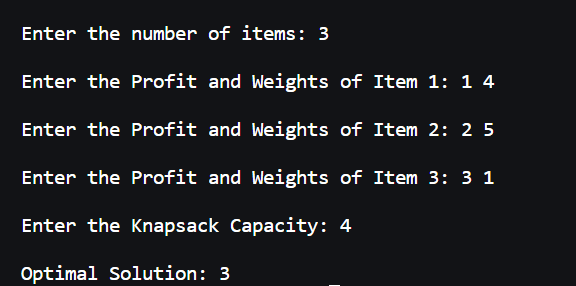 Enter the number of items: 3
Enter the Profit and Weights of Item 1: 1 4
Enter the Profit and Weights of Item 2: 2 5
Enter the Profit and Weights of Item 3: 3 1
Enter the Knapsack Capacity: 4
Optimal Solution: 3